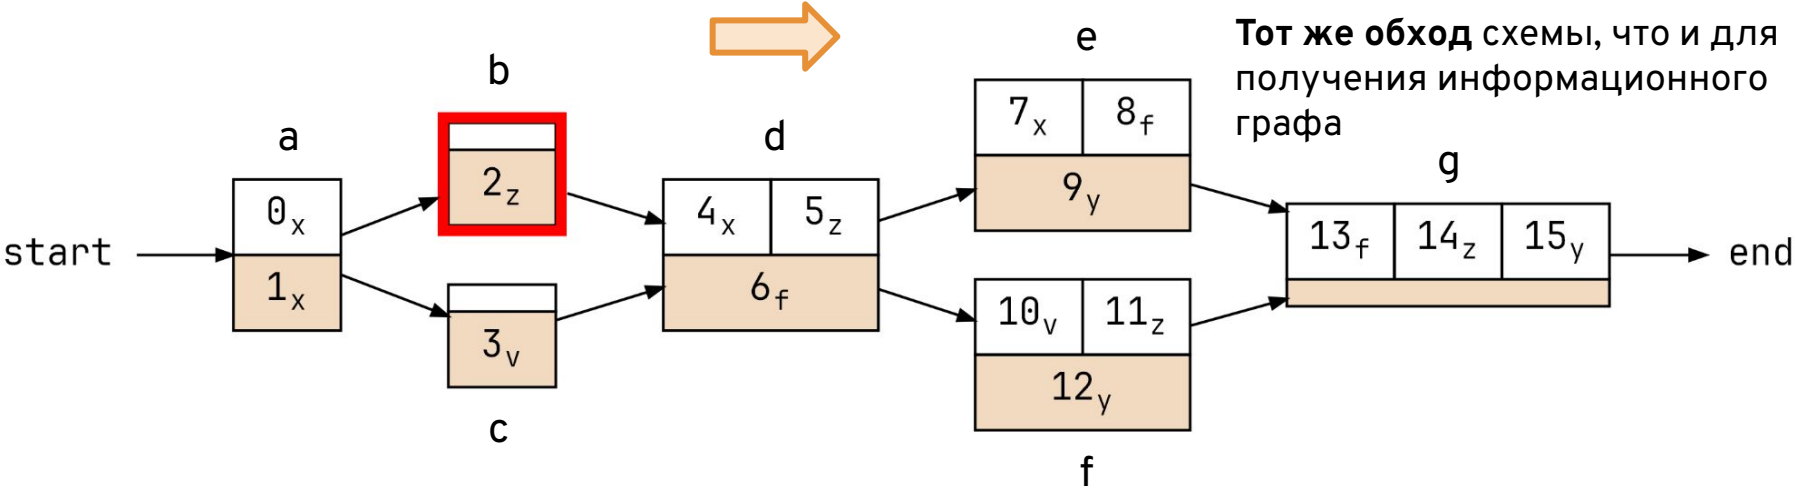 Тот же обход схемы, что и для
получения информационного
графа
start
a
0x
1x
b
2z
c
3v
d
4x 5z
6f
e
7x 8f
9y
f
10v 11z
12y
g
13f 14z 15y
end